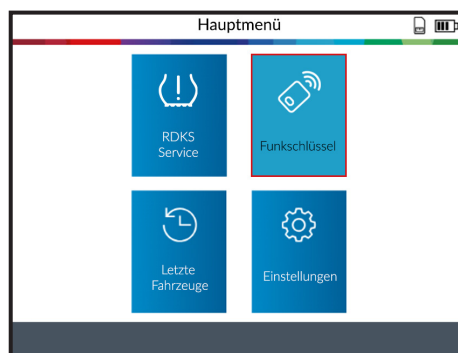 Hauptmenü
RDKS
Service
Funkschlüssel
Letzte
Fahrzeuge
Einstellungen